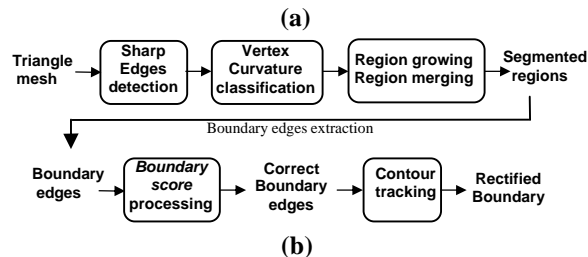 (a)
Triangle mesh
Sharp Edges detection
Vertex Curvature classification
Region growing Region merging
Segmented regions
Boundary edges extraction
Boundary edges
Boundary score processing
Correct Boundary edges
Contour tracking
Rectified Boundary
(b)